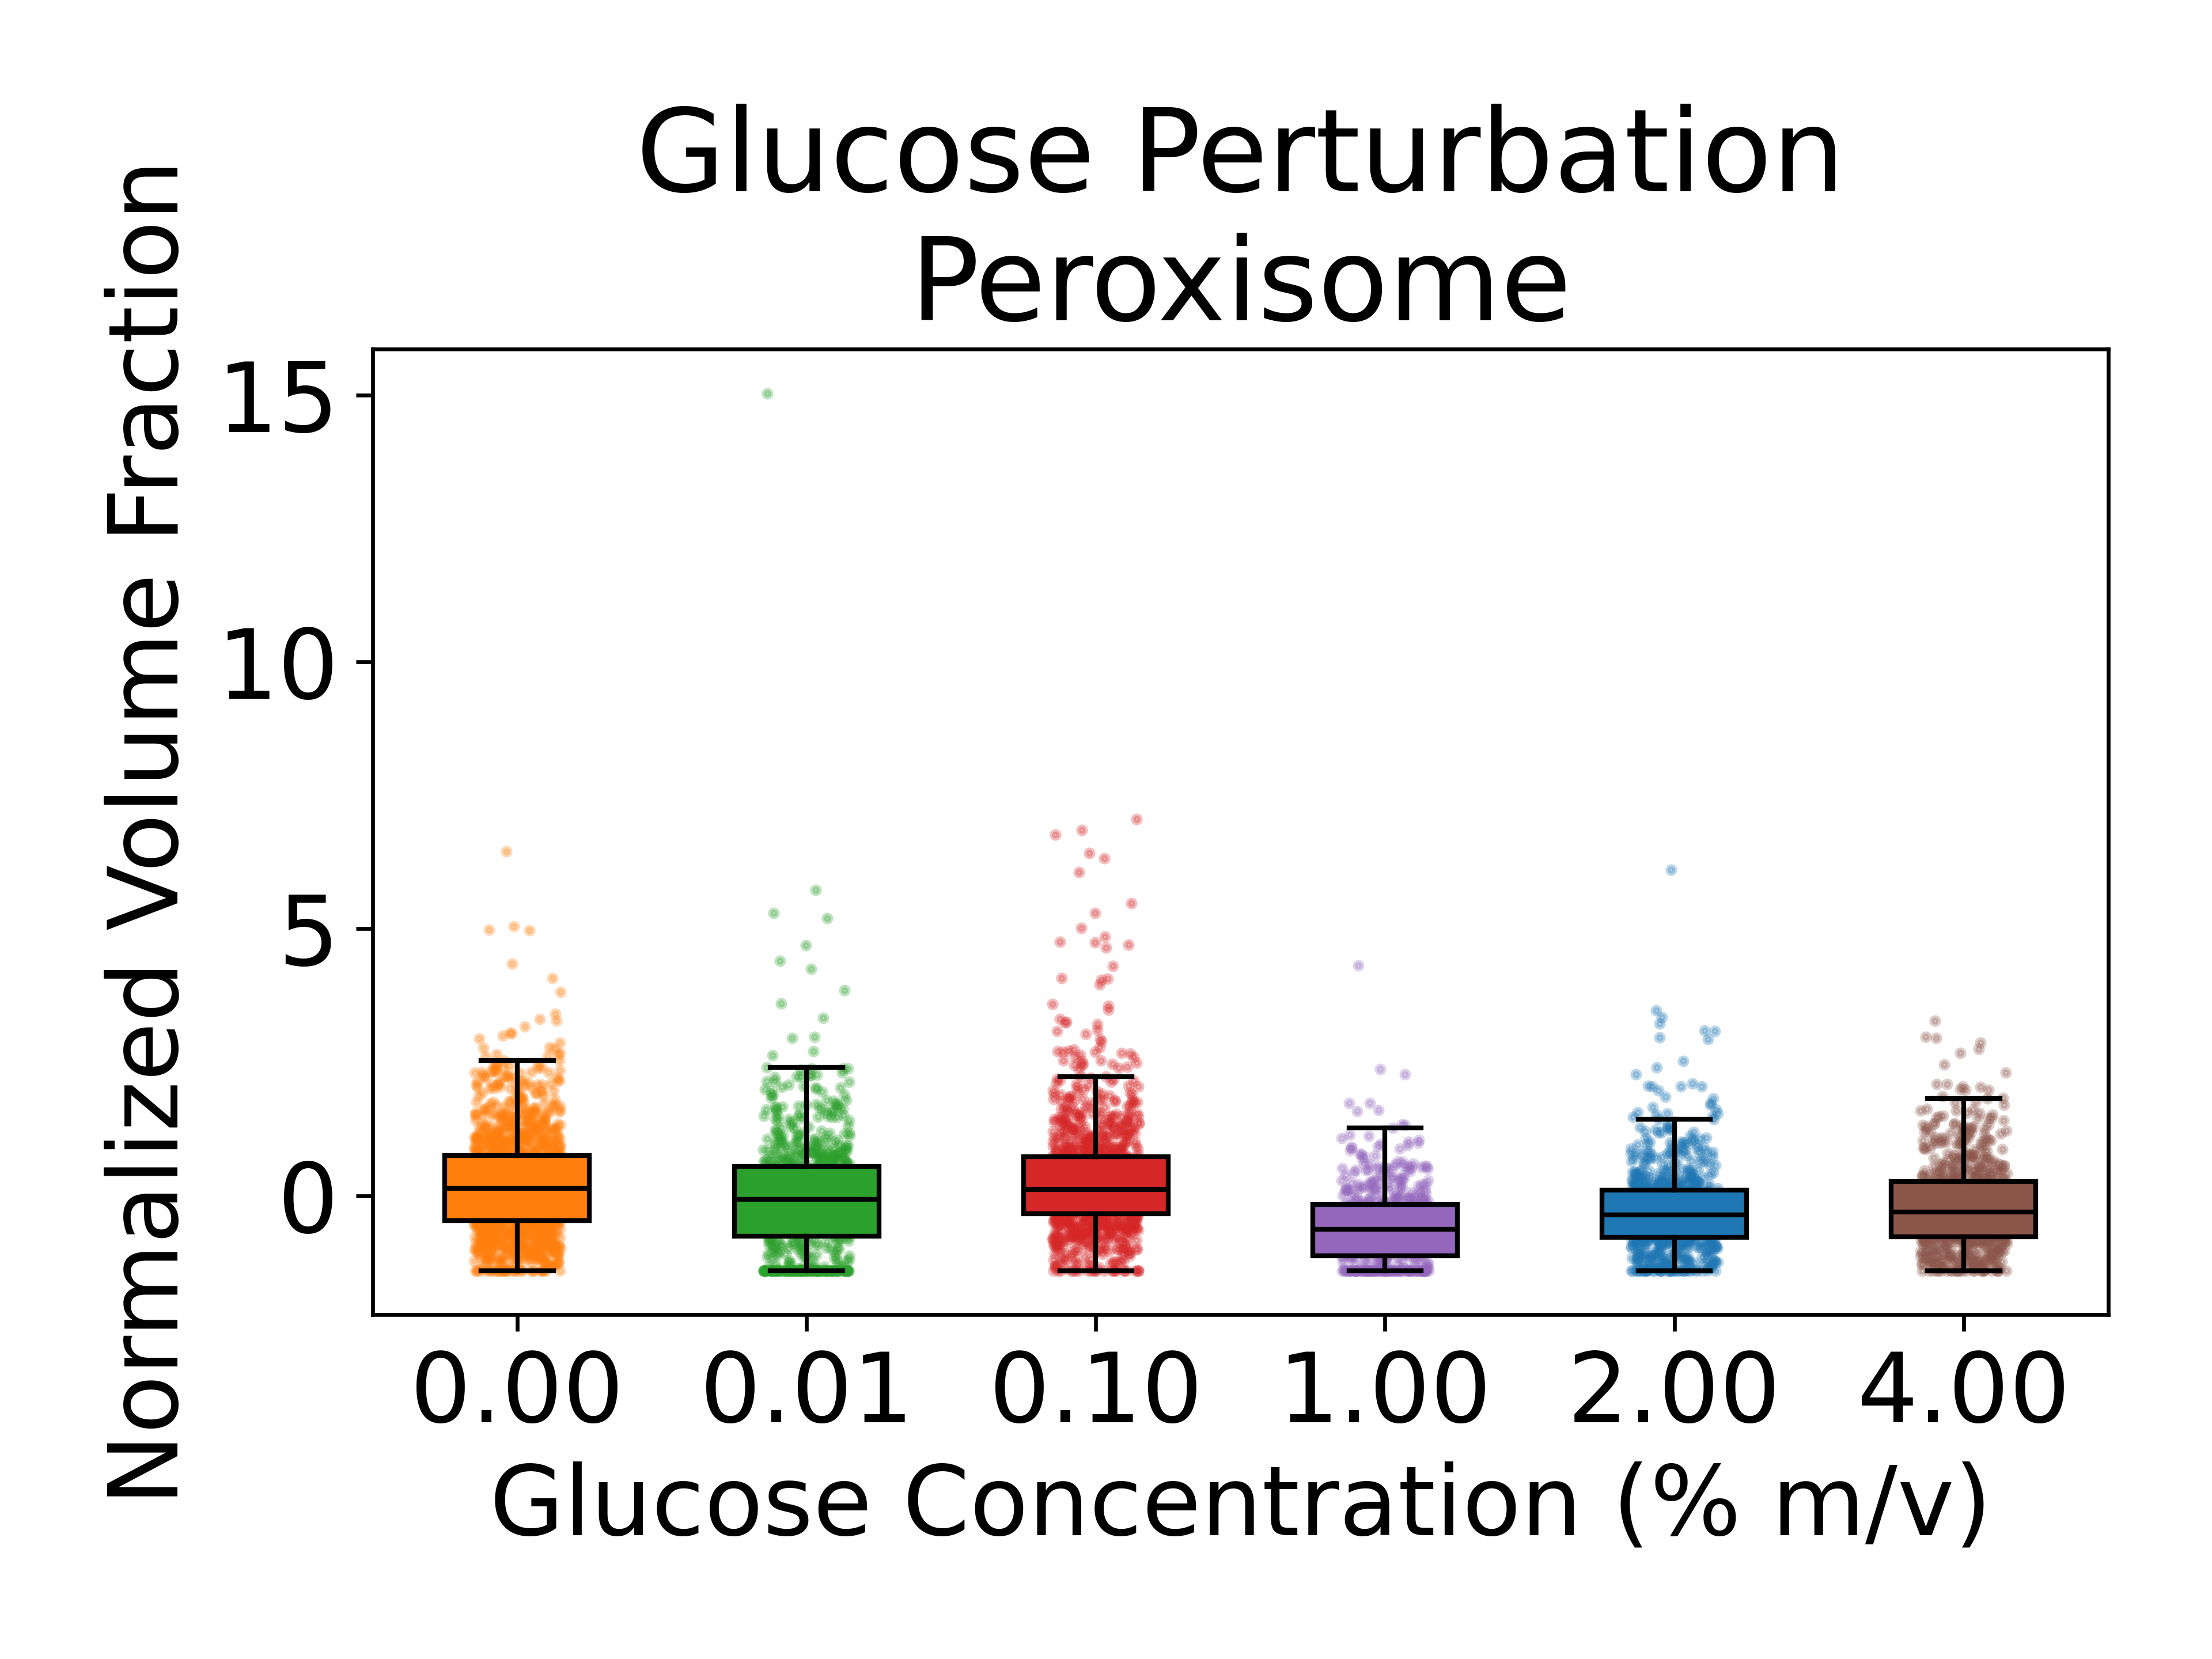 Glucose Perturbation
Peroxisome
Normalized Volume Fraction
15
10
5
0
0.00 0.01 0.10 1.00 2.00 4.00
Glucose Concentration (% m/v)